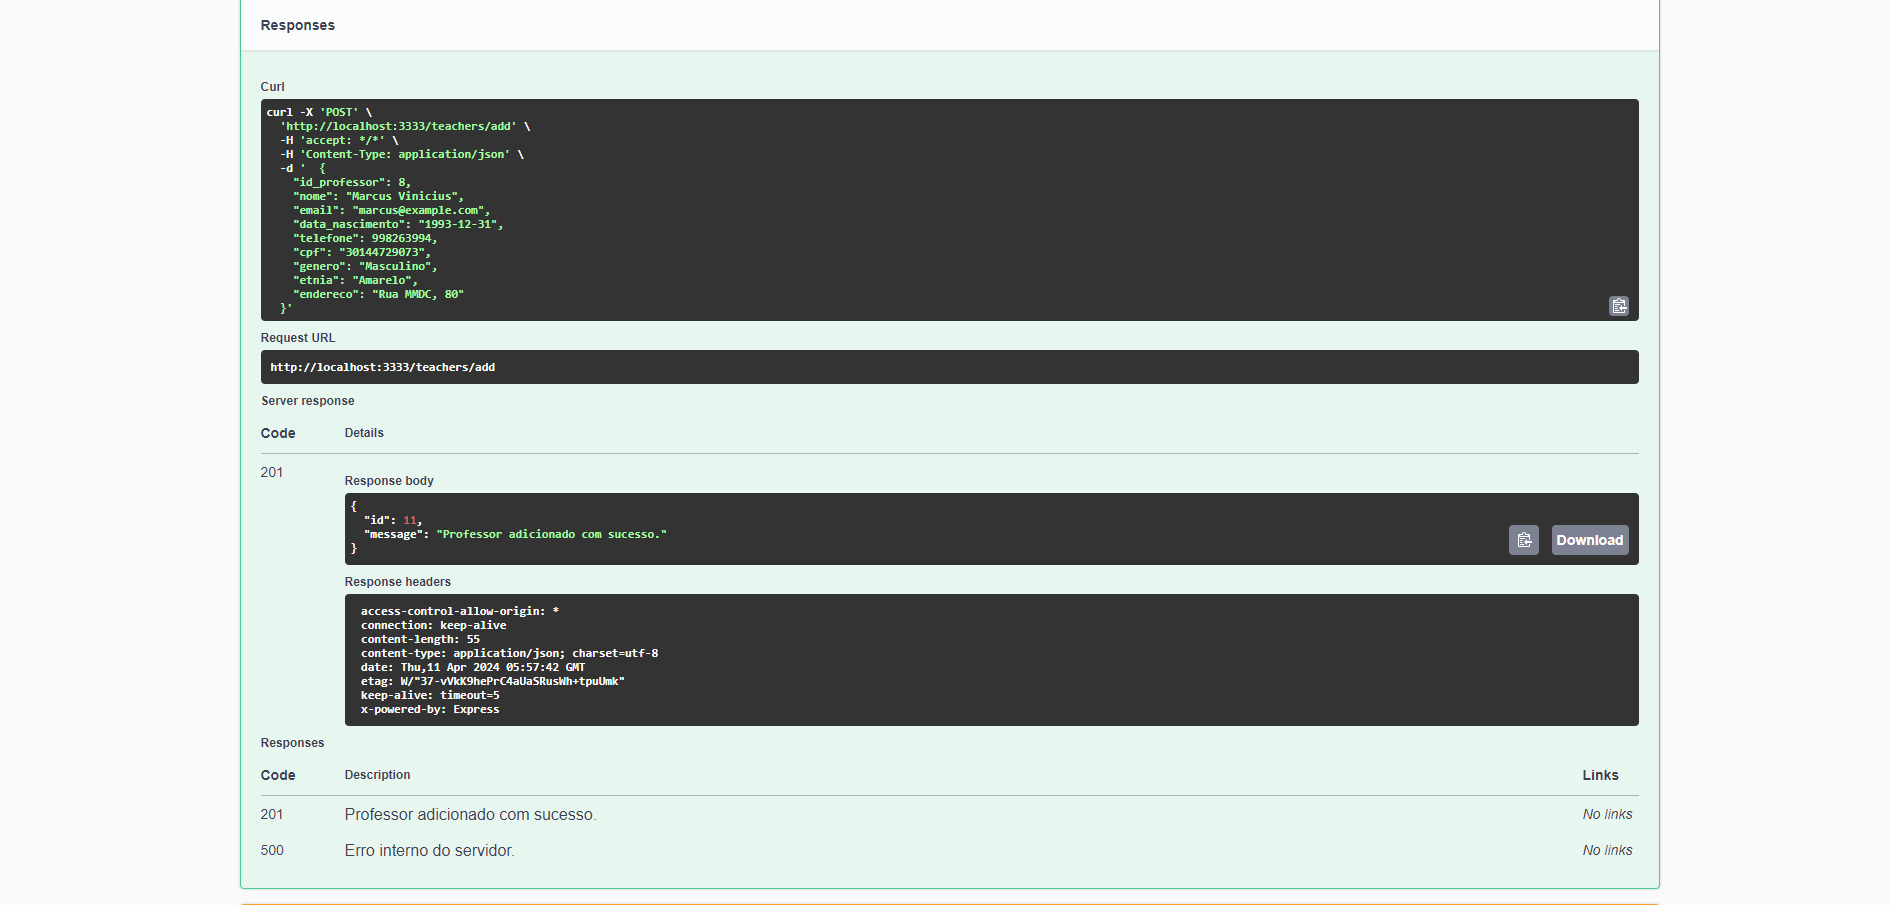 Responses
Curl
curl -X 'POST' \
'http://localhost:3333/teachers/add' \
-H 'accept: */*' \
-H 'Content-Type: application/json' \
-d '  {
"id_professor": 8,
"nome": "Marcus Vinicius",
"email": "marcus@example.com",
"data_nascimento": "1993-12-31",
"telefone": 998263994,
"cpf": "30144729073",
"genero": "Masculino",
"etnia": "Amarelo",
"endereco": "Rua MMDC, 80"
}'
Request URL
http://localhost:3333/teachers/add
Server response
Code Details
201
Response body
{
"id": 11,
"message": "Professor adicionado com sucesso."
}
Download
Response headers
access-control-allow-origin: *
connection: keep-alive
content-length: 55
content-type: application/json; charset=utf-8
date: Thu,11 Apr 2024 05:57:42 GMT
etag: W/"37-vVkK9hePrC4aUaSRusWh+tpuUmk"
keep-alive: timeout=5
x-powered-by: Express
Responses
Code Description Links
201 Professor adicionado com sucesso. No links
500 Erro interno do servidor. No links